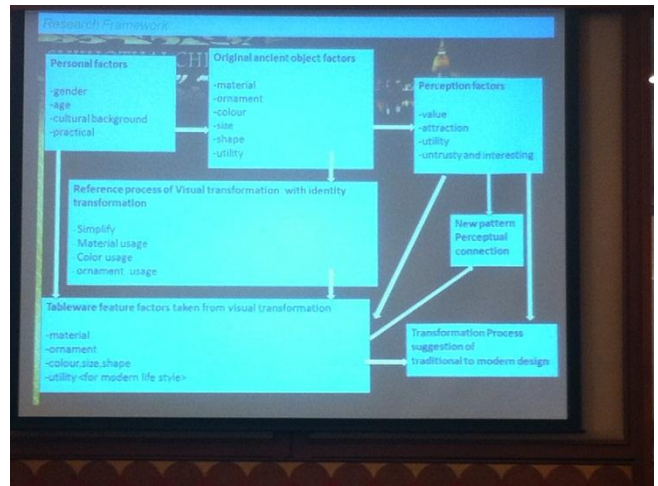 Research Framework
Personal factors
-gender
-age
-cultural background
-practical
Original ancient object factors
-material
-ornament
-colour
-size
-shape
-utility
Perception factors
-value
-attraction
-utility
-untrusty and interesting
Reference process of Visual transformation with identity
transformation
Simplify
Material usage
Color usage
ornament usage
New pattern
Perceptual
connection
Tableware feature factors taken from visual transformation
-material
-ornament
-colour,size,shape
-utility <for modern life style>
Transformation Process
suggestion of
traditional to modern design